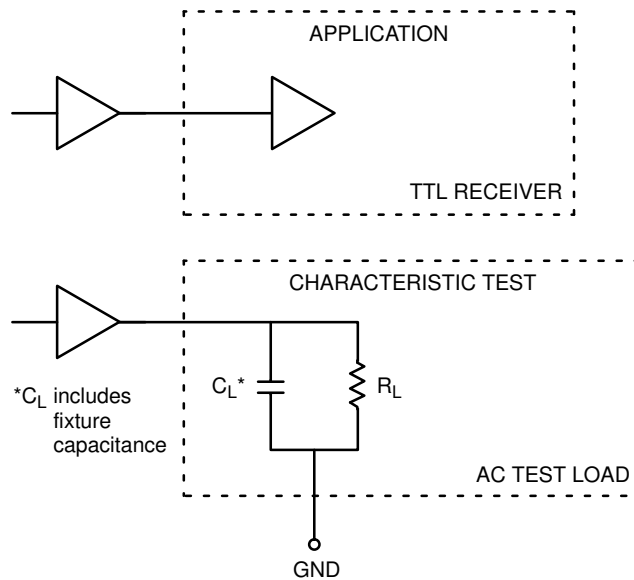 APPLICATION
TTL RECEIVER
CHARACTERISTIC TEST
*CL includes
fixture
capacitance
CL*
RL
AC TEST LOAD
GND